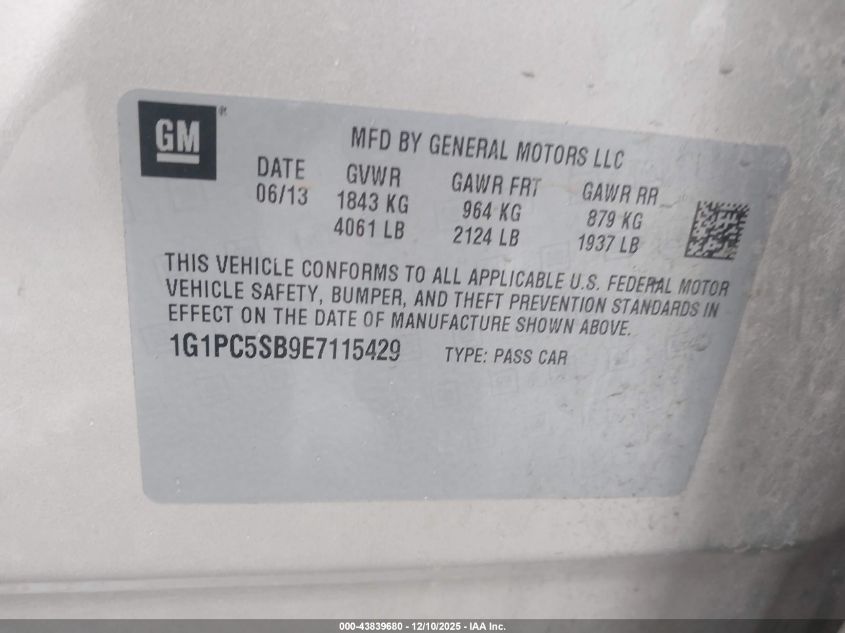 GM®
MFD BY GENERAL MOTORS LLC
DATE GVWR GAWR FRT GAWR RR
06/13 1843 KG 964 KG 879 KG
4061 LB 2124 LB 1937 LB
THIS VEHICLE CONFORMS TO ALL APPLICABLE U.S. FEDERAL MOTOR
VEHICLE SAFETY, BUMPER, AND THEFT PREVENTION STANDARDS IN
EFFECT ON THE DATE OF MANUFACTURE SHOWN ABOVE.
1G1PC5SB9E7115429 TYPE: PASS CAR
000-43839680 - 12/10/2025 - IAA Inc.